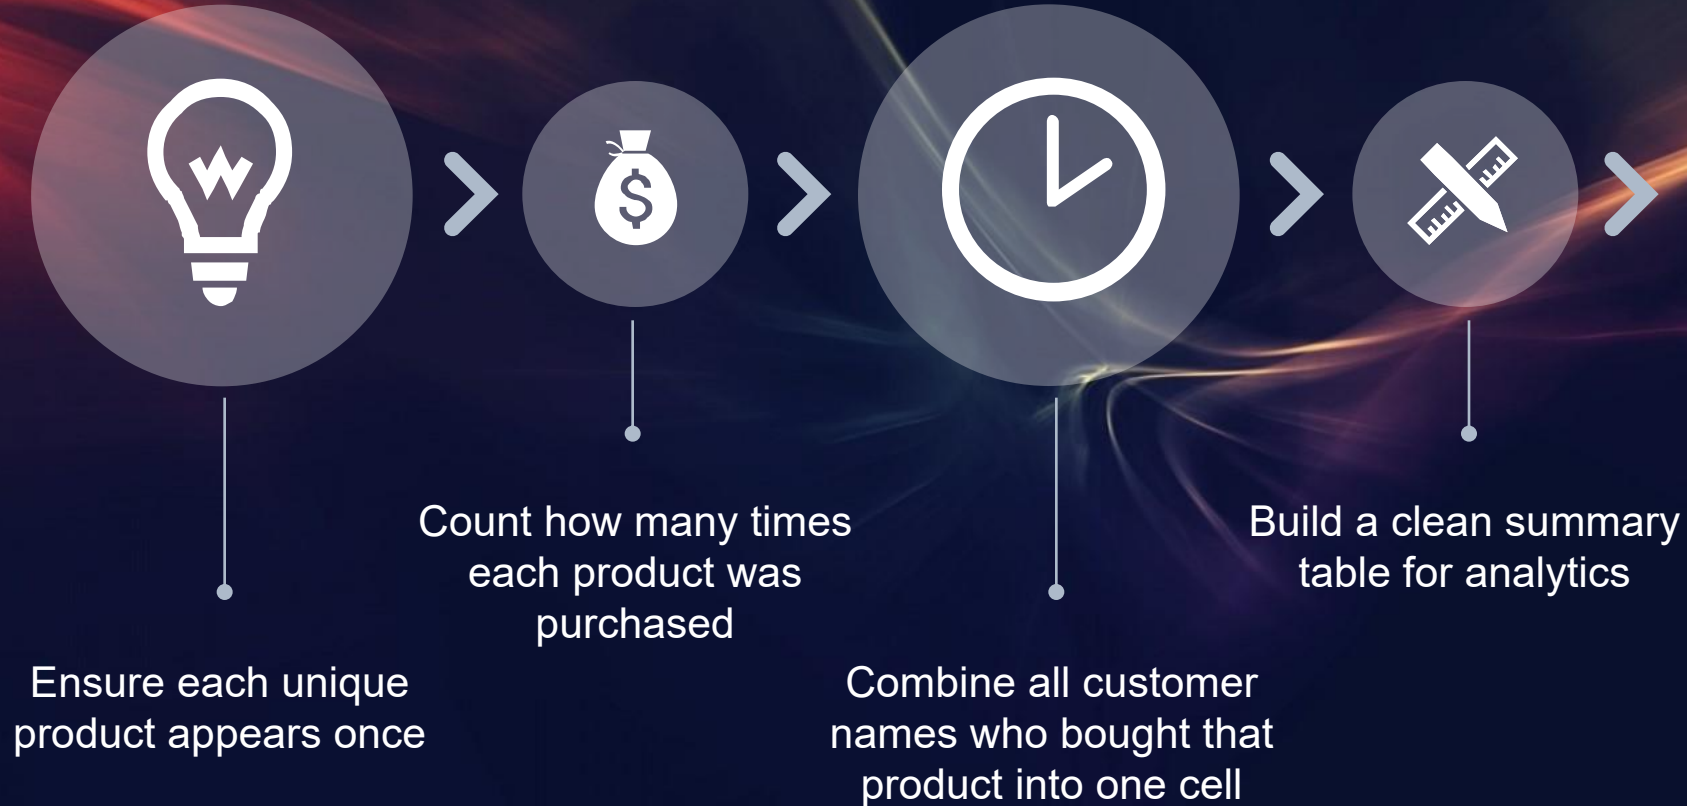 Ensure each unique
product appears once
$
Count how many times
each product was
purchased
Combine all customer
names who bought that
product into one cell
Build a clean summary
table for analytics